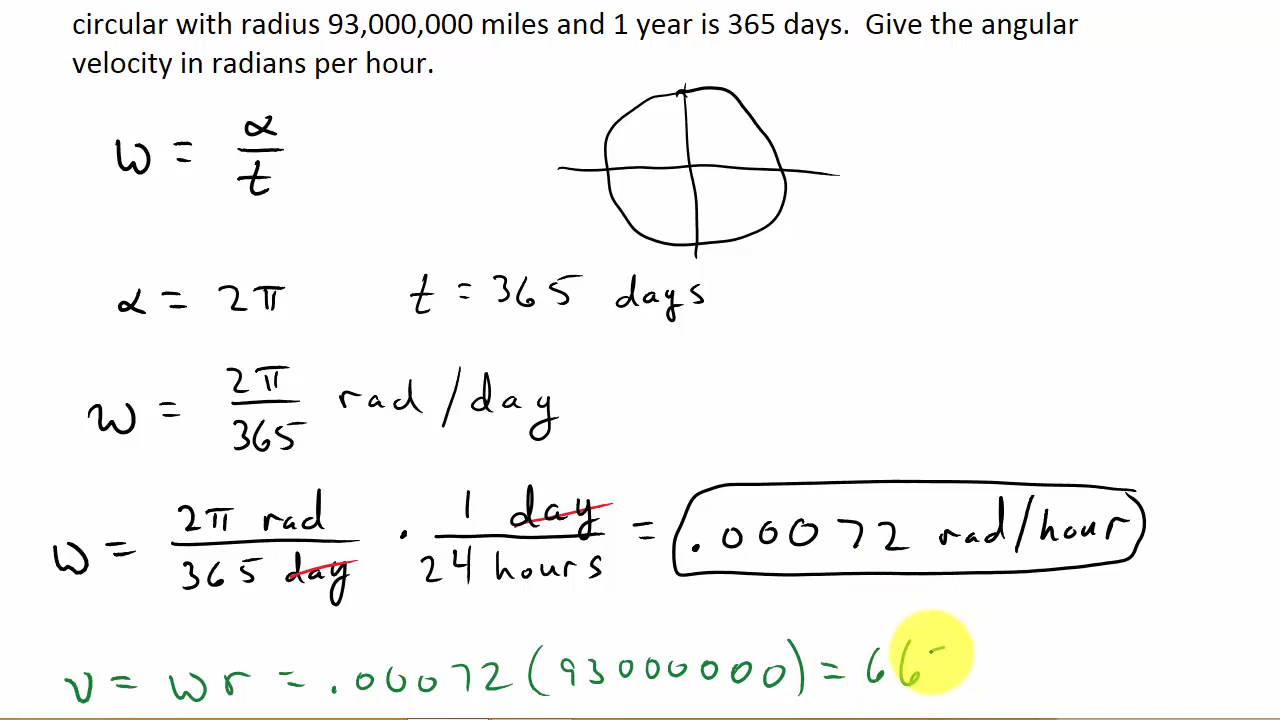 circular with radius 93,000,000 miles and 1 year is 365 days. Give the angular
velocity in radians per hour.
w = α/t
α = 2π t = 365 days
w = 2π/365 rad/day
w = 2π rad/365 day · 1 day/24 hours = .00072 rad/hour
v = wr = .00072 (93000000) = 66